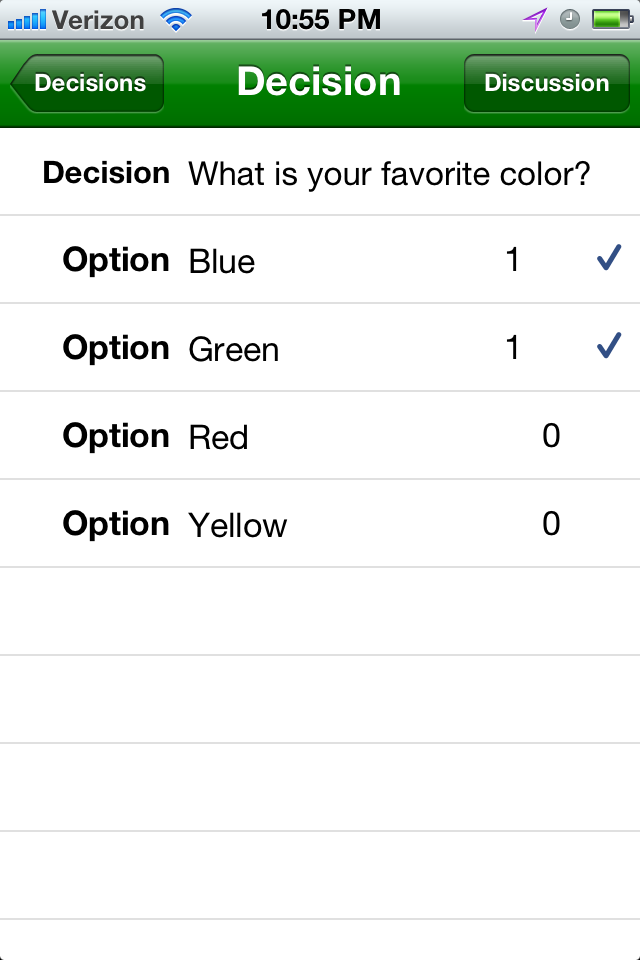 Verizon 10:55 PM
Decisions Decision Discussion
Decision What is your favorite color?
Option Blue 1
Option Green 1
Option Red 0
Option Yellow 0